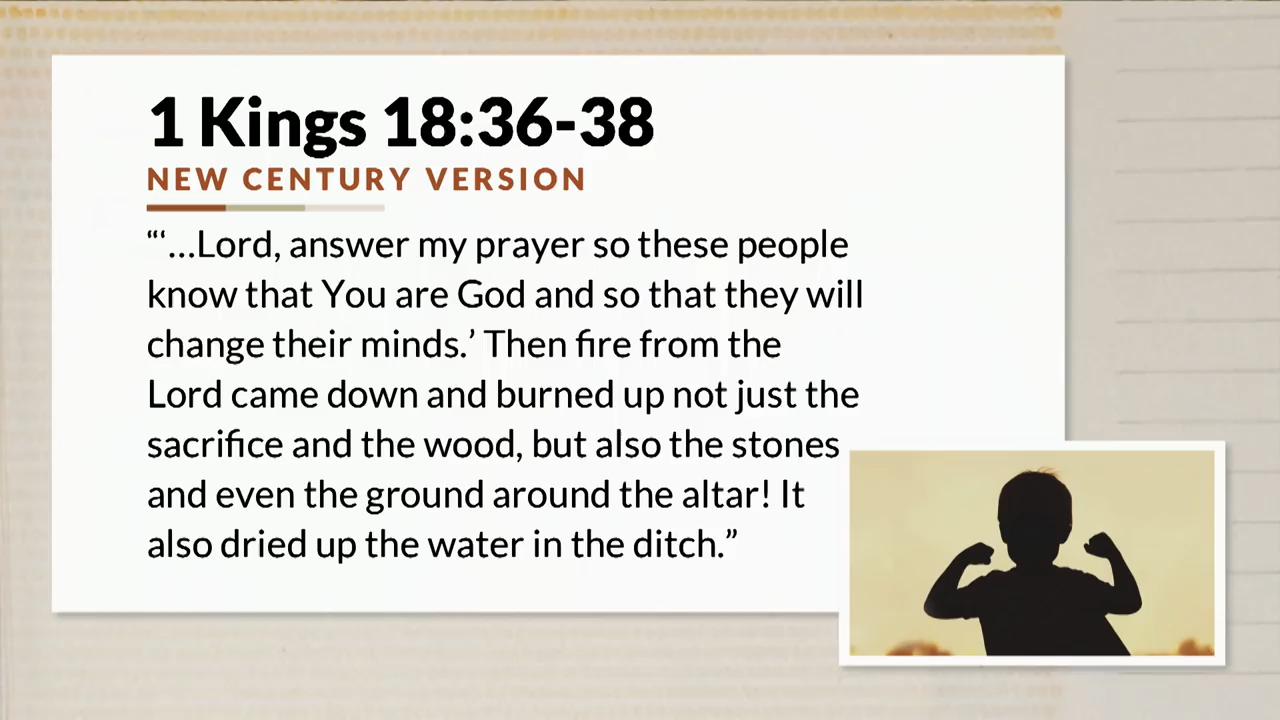 1 Kings 18:36-38
NEW CENTURY VERSION
“‘...Lord, answer my prayer so these people
know that You are God and so that they will
change their minds.’ Then fire from the
Lord came down and burned up not just the
sacrifice and the wood, but also the stones
and even the ground around the altar! It
also dried up the water in the ditch.”